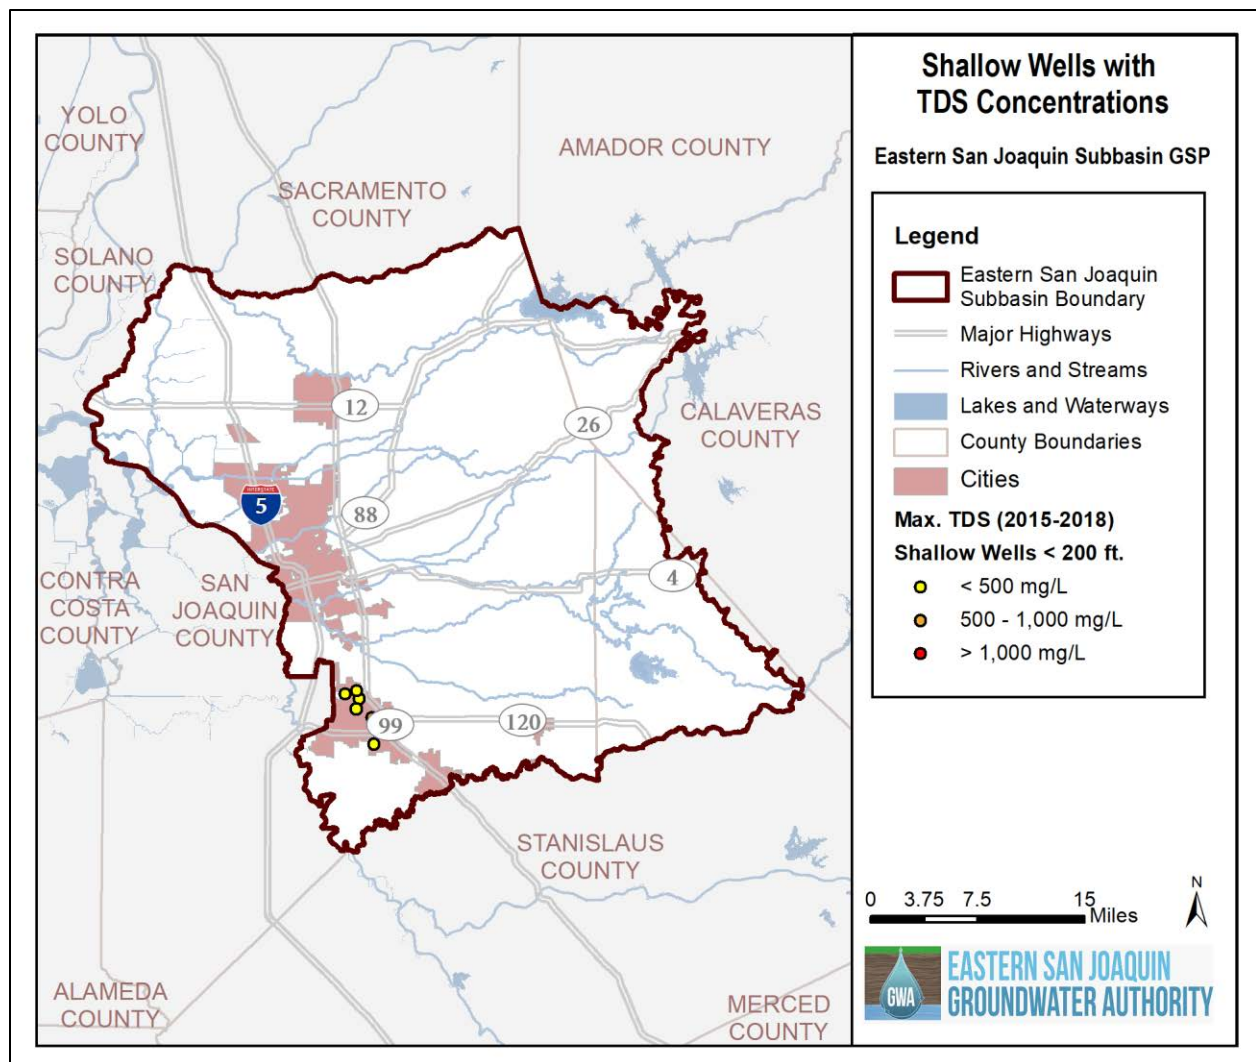 Shallow Wells with
TDS Concentrations
Eastern San Joaquin Subbasin GSP
Legend
Eastern San Joaquin
Subbasin Boundary
Major Highways
Rivers and Streams
Lakes and Waterways
County Boundaries
Cities
Max. TDS (2015-2018)
Shallow Wells < 200 ft.
< 500 mg/L
500 - 1,000 mg/L
> 1,000 mg/L
YOLO
COUNTY
AMADOR COUNTY
SACRAMENTO
COUNTY
SOLANO
COUNTY
12
26
CALAVERAS
COUNTY
INTERSTATE
5
88
4
CONTRA
COSTA
COUNTY
SAN
JOAQUIN
COUNTY
99
120
STANISLAUS
COUNTY
ALAMEDA
COUNTY
MERCED
COUNTY
0 3.75 7.5 15
Miles
N
GWA
EASTERN SAN JOAQUIN
GROUNDWATER AUTHORITY